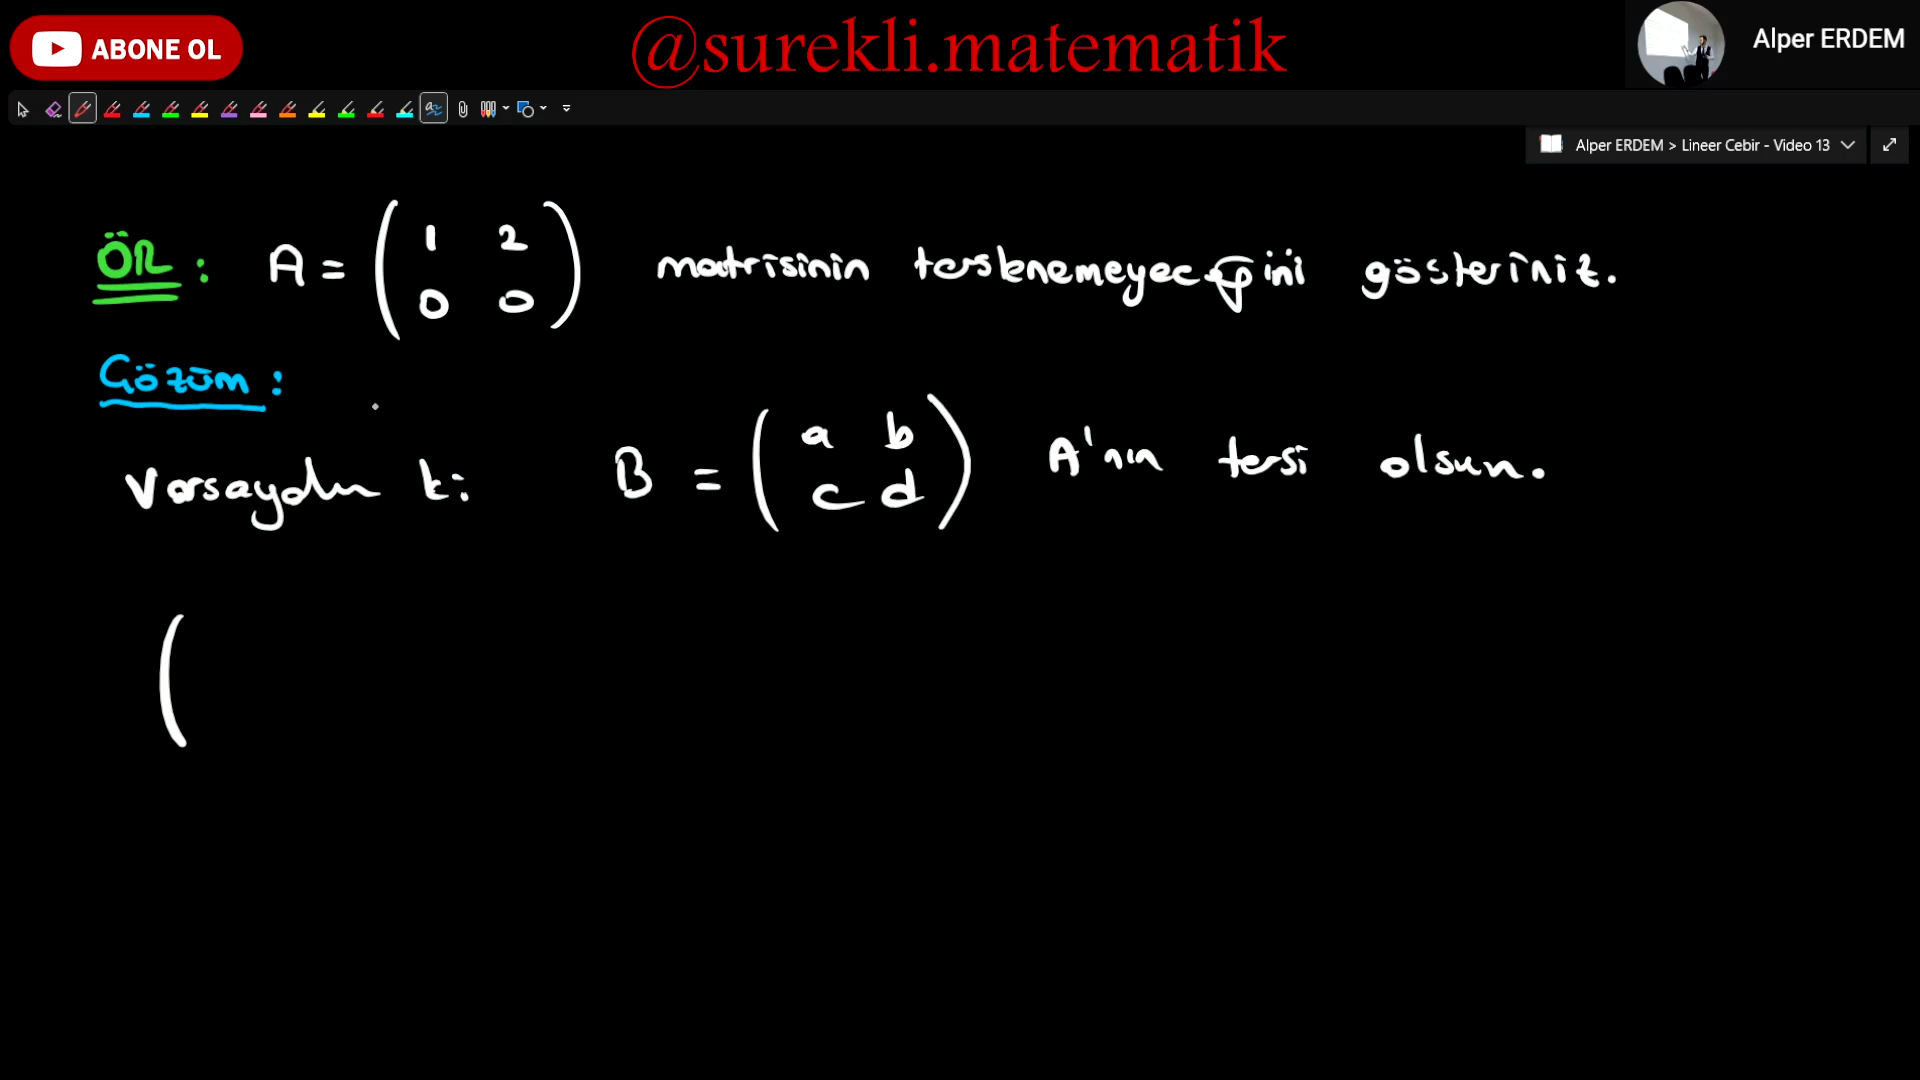 ABONE OL
@surekli.matematik
Alper ERDEM
Alper ERDEM > Lineer Cebir - Video 13
ÖR : A = ( 1 2 0 0 ) matrisinin terslenemeyeceğini gösteriniz.
Çözüm :
Varsayalım ki: B = ( a b c d ) A'nın tersi olsun.
(